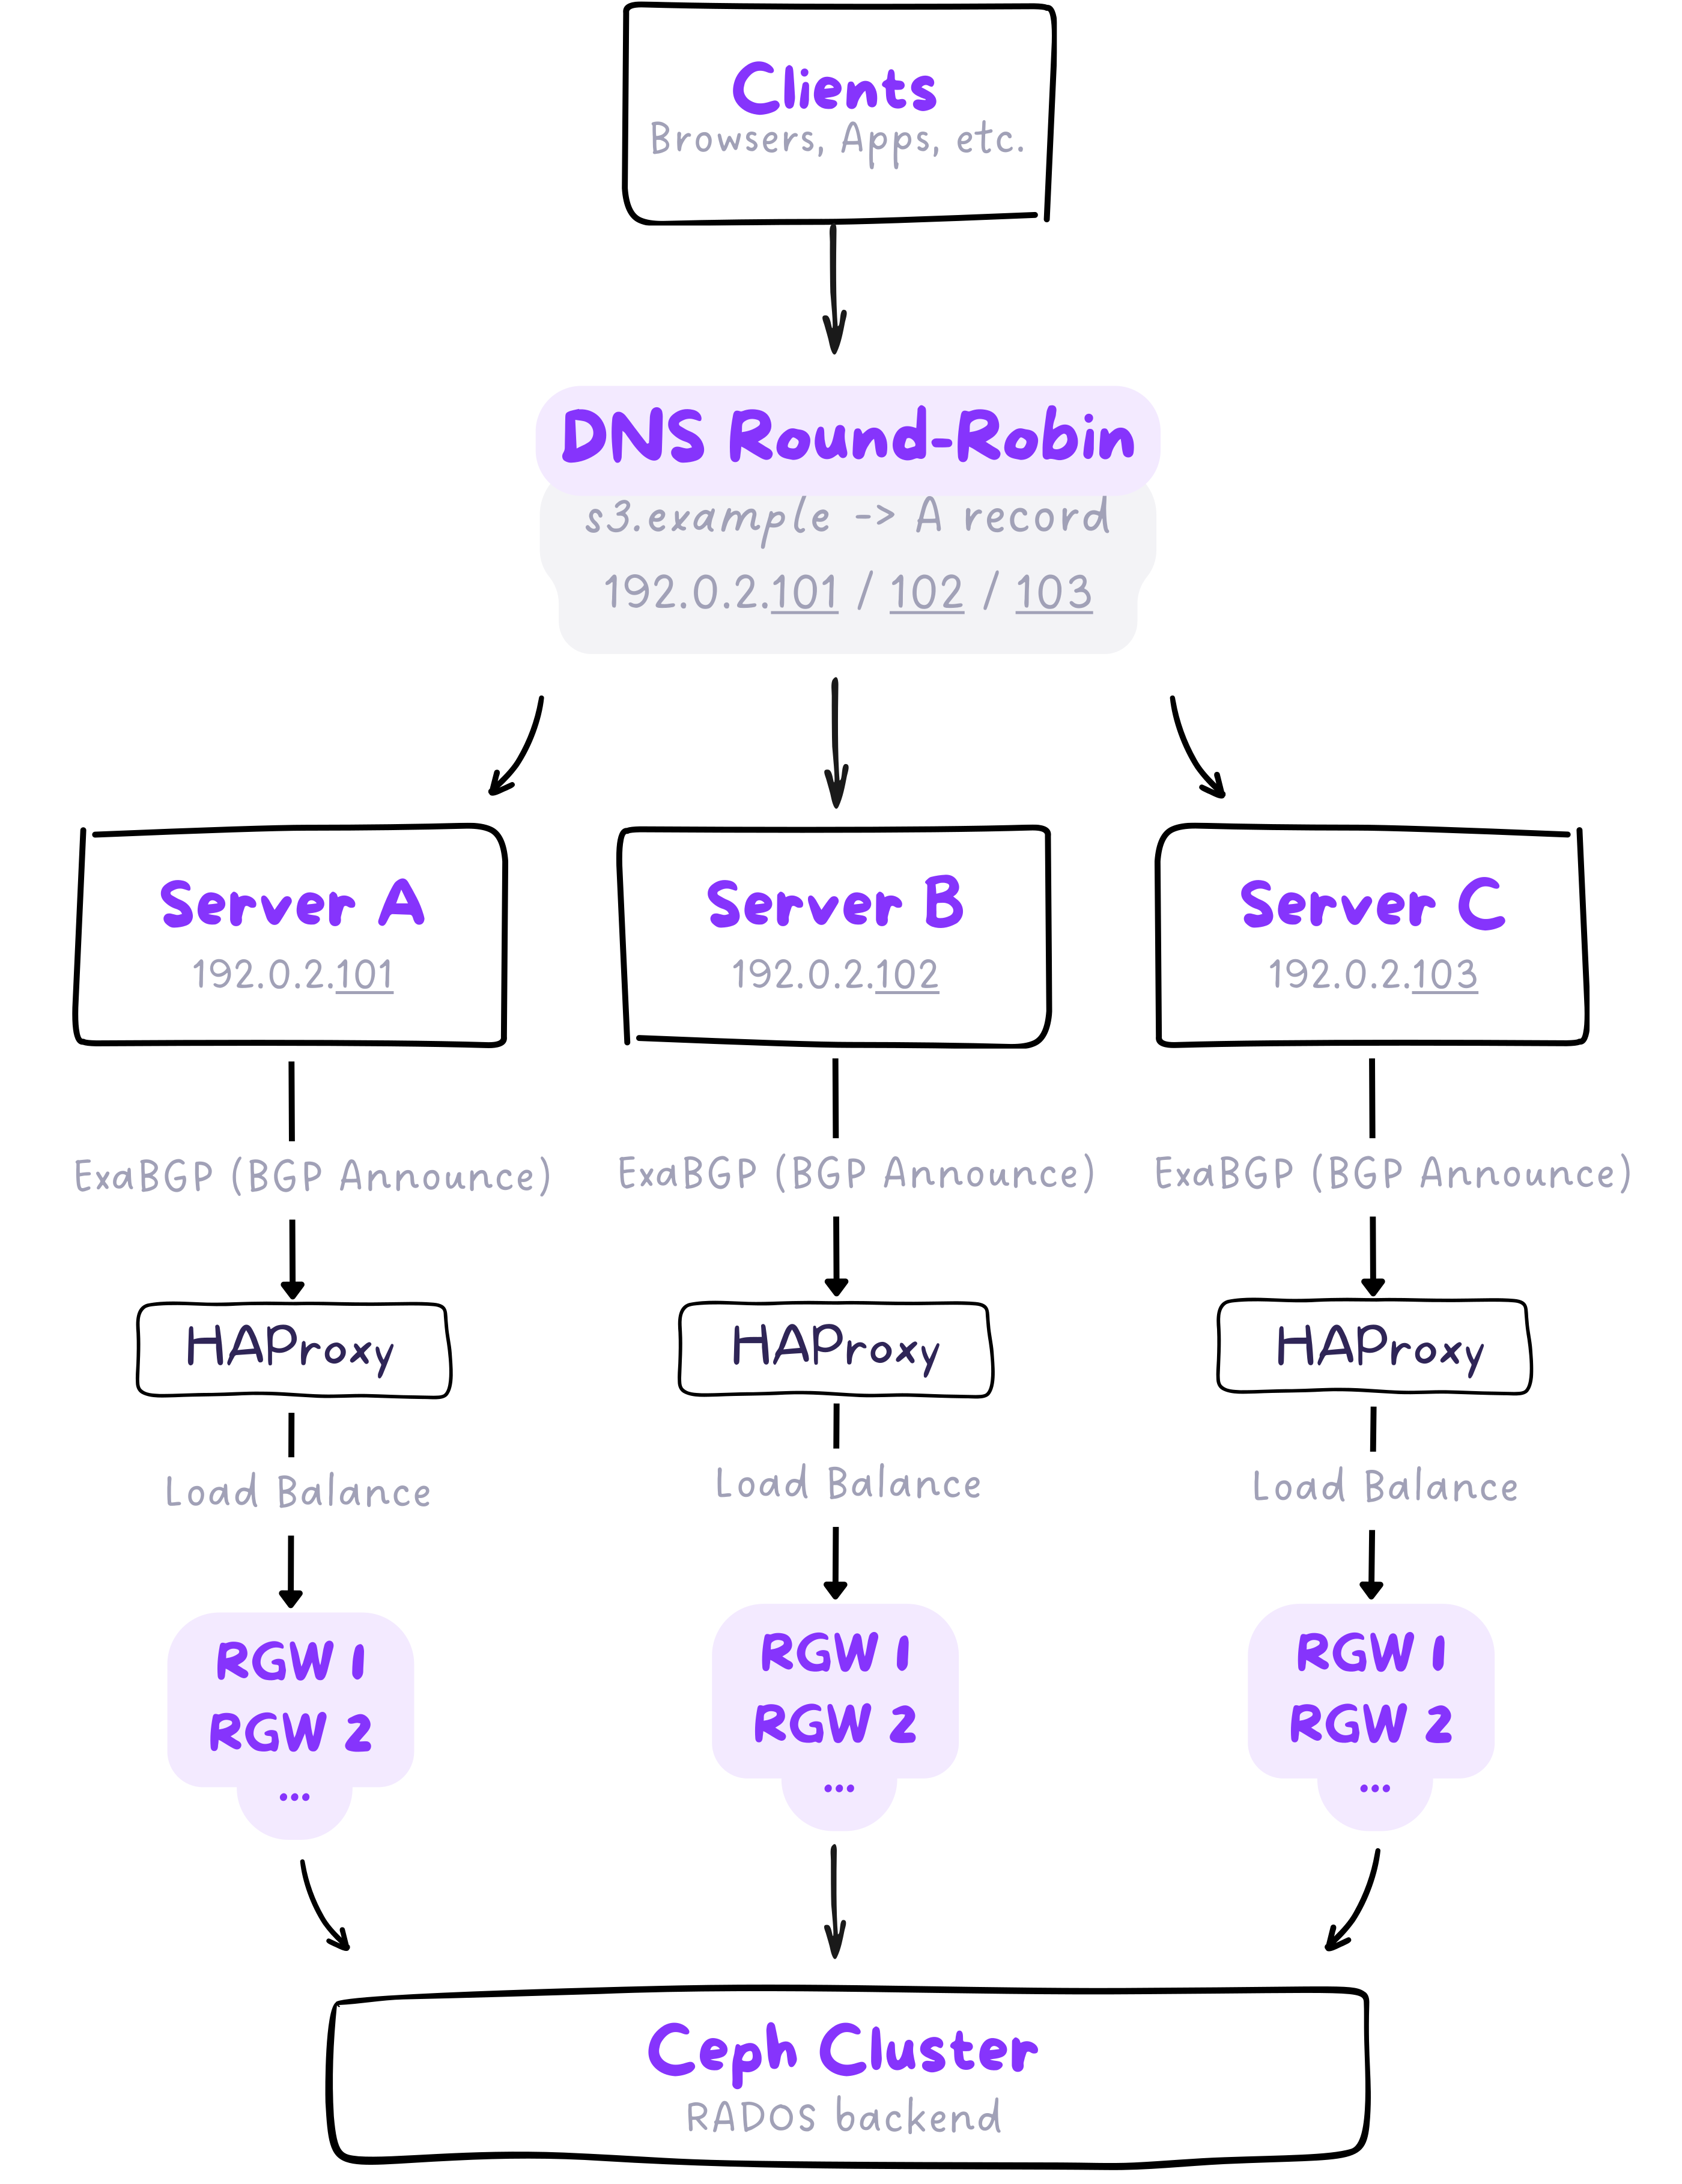 Clients
Browsers, Apps, etc.
DNS Round-Robin
s3.example -> A record
192.0.2.101 / 102 / 103
Server A
192.0.2.101
Server B
192.0.2.102
Server C
192.0.2.103
ExaBGP (BGP Announce)
ExaBGP (BGP Announce)
ExaBGP (BGP Announce)
HAProxy
HAProxy
HAProxy
Load Balance
Load Balance
Load Balance
RGW 1
RGW 2
...
RGW 1
RGW 2
...
RGW 1
RGW 2
...
Ceph Cluster
RADOS backend